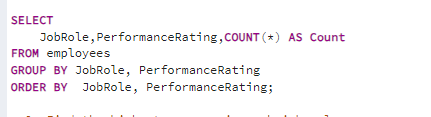 SELECT
JobRole,PerformanceRating,COUNT(*) AS Count
FROM employees
GROUP BY JobRole, PerformanceRating
ORDER BY  JobRole, PerformanceRating;